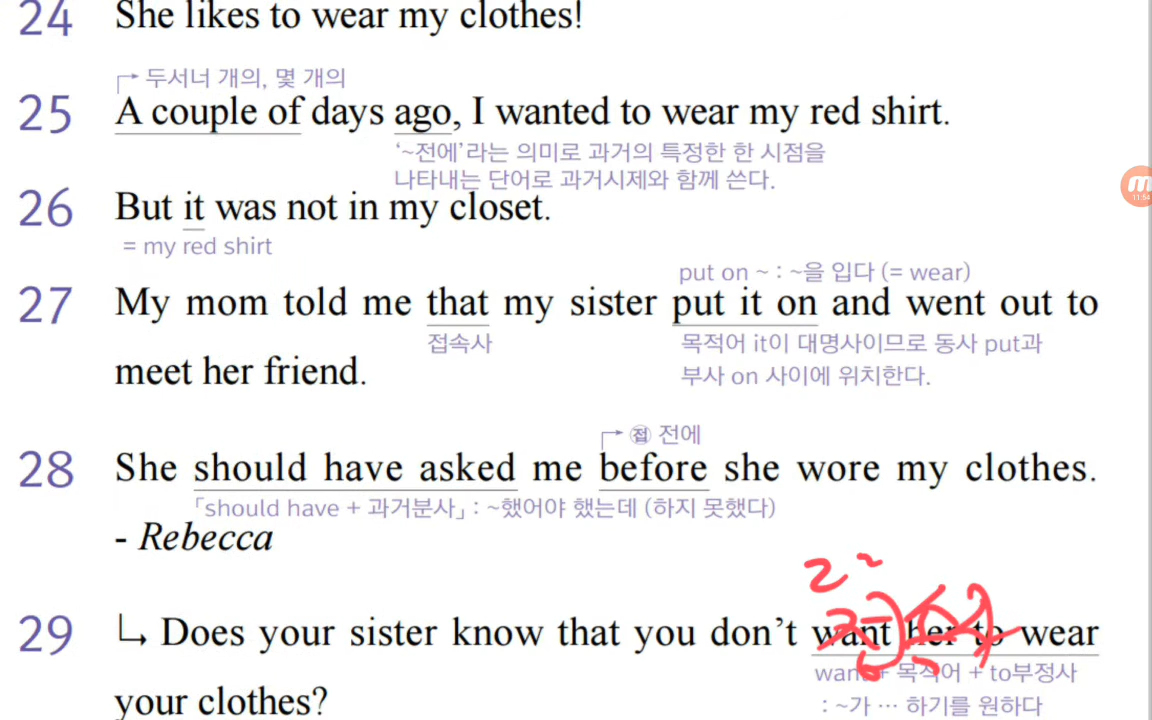 24 She likes to wear my clothes!
두서너 개의, 몇 개의
25 A couple of days ago, I wanted to wear my red shirt.
‘~전에’라는 의미로 과거의 특정한 한 시점을
나타내는 단어로 과거시제와 함께 쓴다.
26 But it was not in my closet.
= my red shirt
put on ~ : ~을 입다 (= wear)
27 My mom told me that my sister put it on and went out to
접속사
목적어 it이 대명사이므로 동사 put과
meet her friend.
부사 on 사이에 위치한다.
접 전에
28 She should have asked me before she wore my clothes.
「should have + 과거분사」 : ~했어야 했는데 (하지 못했다)
- Rebecca
29 ↳ Does your sister know that you don’t want her to wear
want + 목적어 + to부정사
your clothes?
: ~가 … 하기를 원하다
11:54